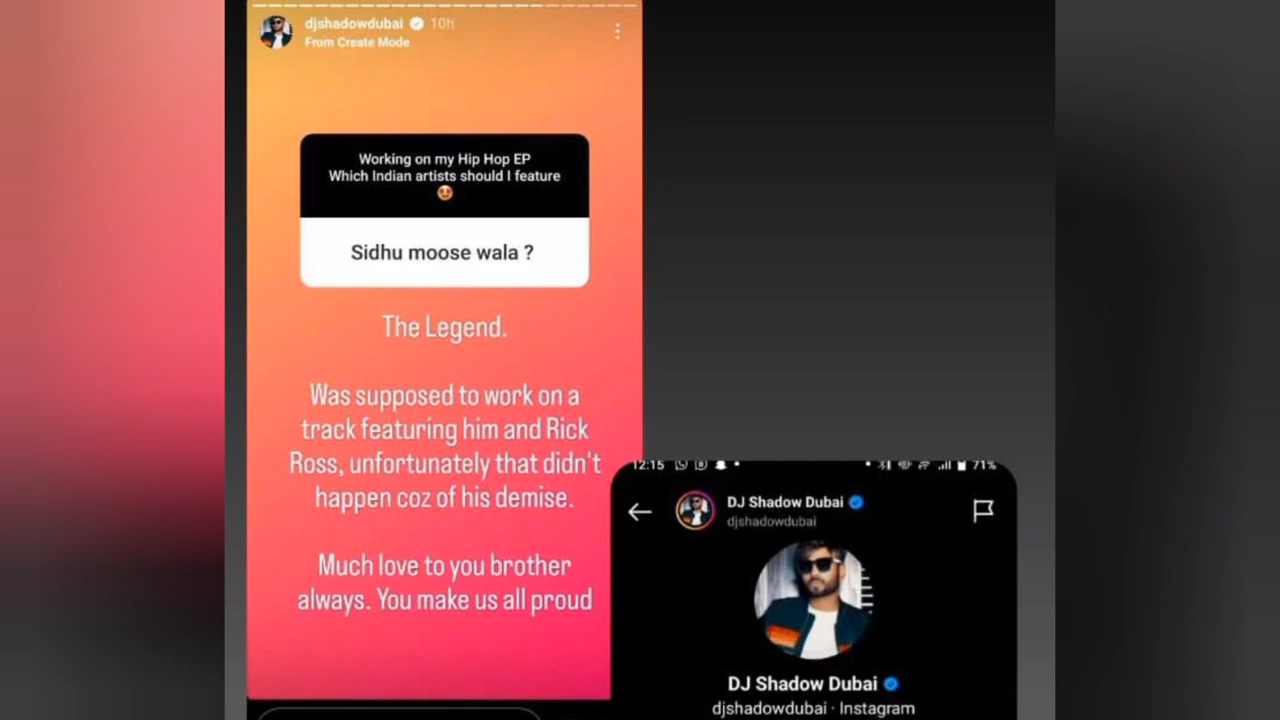 djshadowdubai 10h
From Create Mode
Working on my Hip Hop EP
Which Indian artists should I feature
😍
Sidhu moose wala ?
The Legend.
Was supposed to work on a
track featuring him and Rick
Ross, unfortunately that didn't
happen coz of his demise.
Much love to you brother
always. You make us all proud
12:15 71%
DJ Shadow Dubai
djshadowdubai
DJ Shadow Dubai
djshadowdubai · Instagram